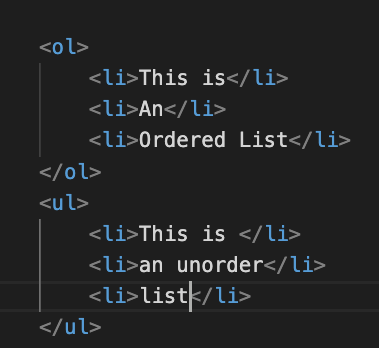 <ol>
<li>This is</li>
<li>An</li>
<li>Ordered List</li>
</ol>
<ul>
<li>This is </li>
<li>an unorder</li>
<li>list</li>
</ul>